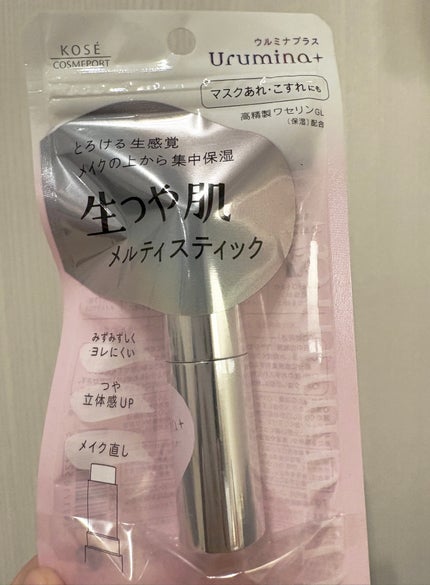 KOSÉ
COSMEPORT
ウルミナプラス
Urumina+
マスクあれ・こすれにも
高精製ワセリンGL
(保湿)配合
とろける生感覚
メイクの上から集中保湿
生つや肌
メルティスティック
みずみずしく
ヨレにくい
つや
立体感UP
メイク直し